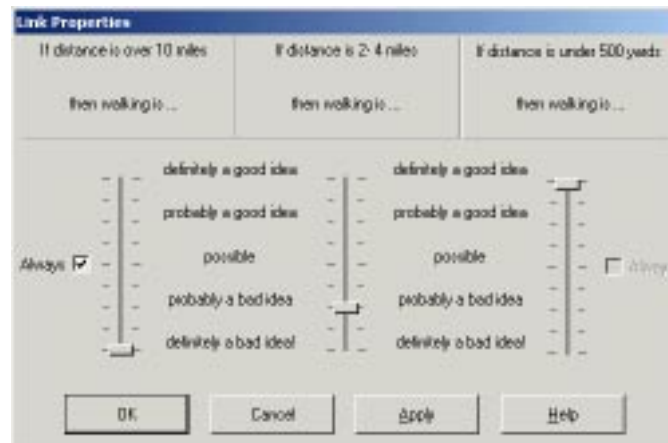 Link Properties
If distance is over 10 miles
then walking is ...
If distance is 2- 4 miles
then walking is ...
If distance is under 500 yards
then walking is ...
definitely a good idea
probably a good idea
possible
probably a bad idea
definitely a bad idea!
definitely a good idea
probably a good idea
possible
probably a bad idea
definitely a bad idea!
Always
Always
OK
Cancel
Apply
Help